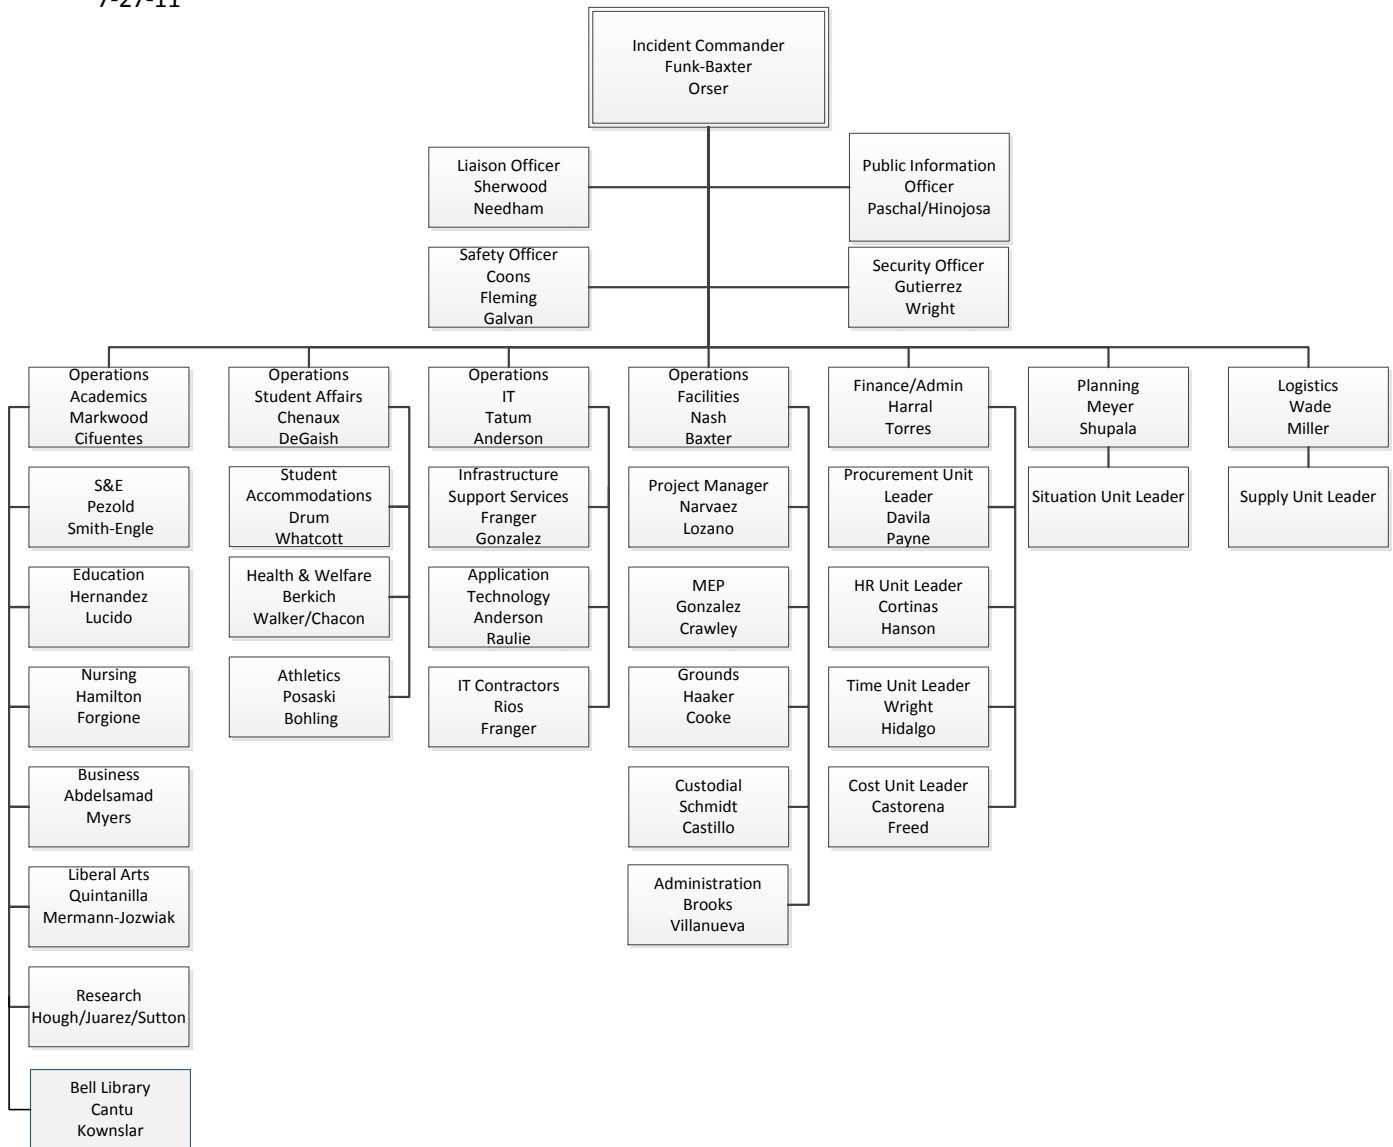 7-27-11
Incident Commander
Funk-Baxter
Orser
Liaison Officer
Sherwood
Needham
Public Information
Officer
Paschal/Hinojosa
Safety Officer
Coons
Fleming
Galvan
Security Officer
Gutierrez
Wright
Operations
Academics
Markwood
Cifuentes
Operations
Student Affairs
Chenaux
DeGaish
Operations
IT
Tatum
Anderson
Operations
Facilities
Nash
Baxter
Finance/Admin
Harral
Torres
Planning
Meyer
Shupala
Logistics
Wade
Miller
S&E
Pezold
Smith-Engle
Student
Accommodations
Drum
Whatcott
Infrastructure
Support Services
Franger
Gonzalez
Project Manager
Narvaez
Lozano
Procurement Unit
Leader
Davila
Payne
Situation Unit Leader
Supply Unit Leader
Education
Hernandez
Lucido
Health & Welfare
Berkich
Walker/Chacon
Application
Technology
Anderson
Raulie
MEP
Gonzalez
Crawley
HR Unit Leader
Cortinas
Hanson
Nursing
Hamilton
Forgione
Athletics
Posaski
Bohling
IT Contractors
Rios
Franger
Grounds
Haaker
Cooke
Time Unit Leader
Wright
Hidalgo
Business
Abdelsamad
Myers
Custodial
Schmidt
Castillo
Cost Unit Leader
Castorena
Freed
Liberal Arts
Quintanilla
Mermann-Jozwiak
Administration
Brooks
Villanueva
Research
Hough/Juarez/Sutton
Bell Library
Cantu
Kownslar